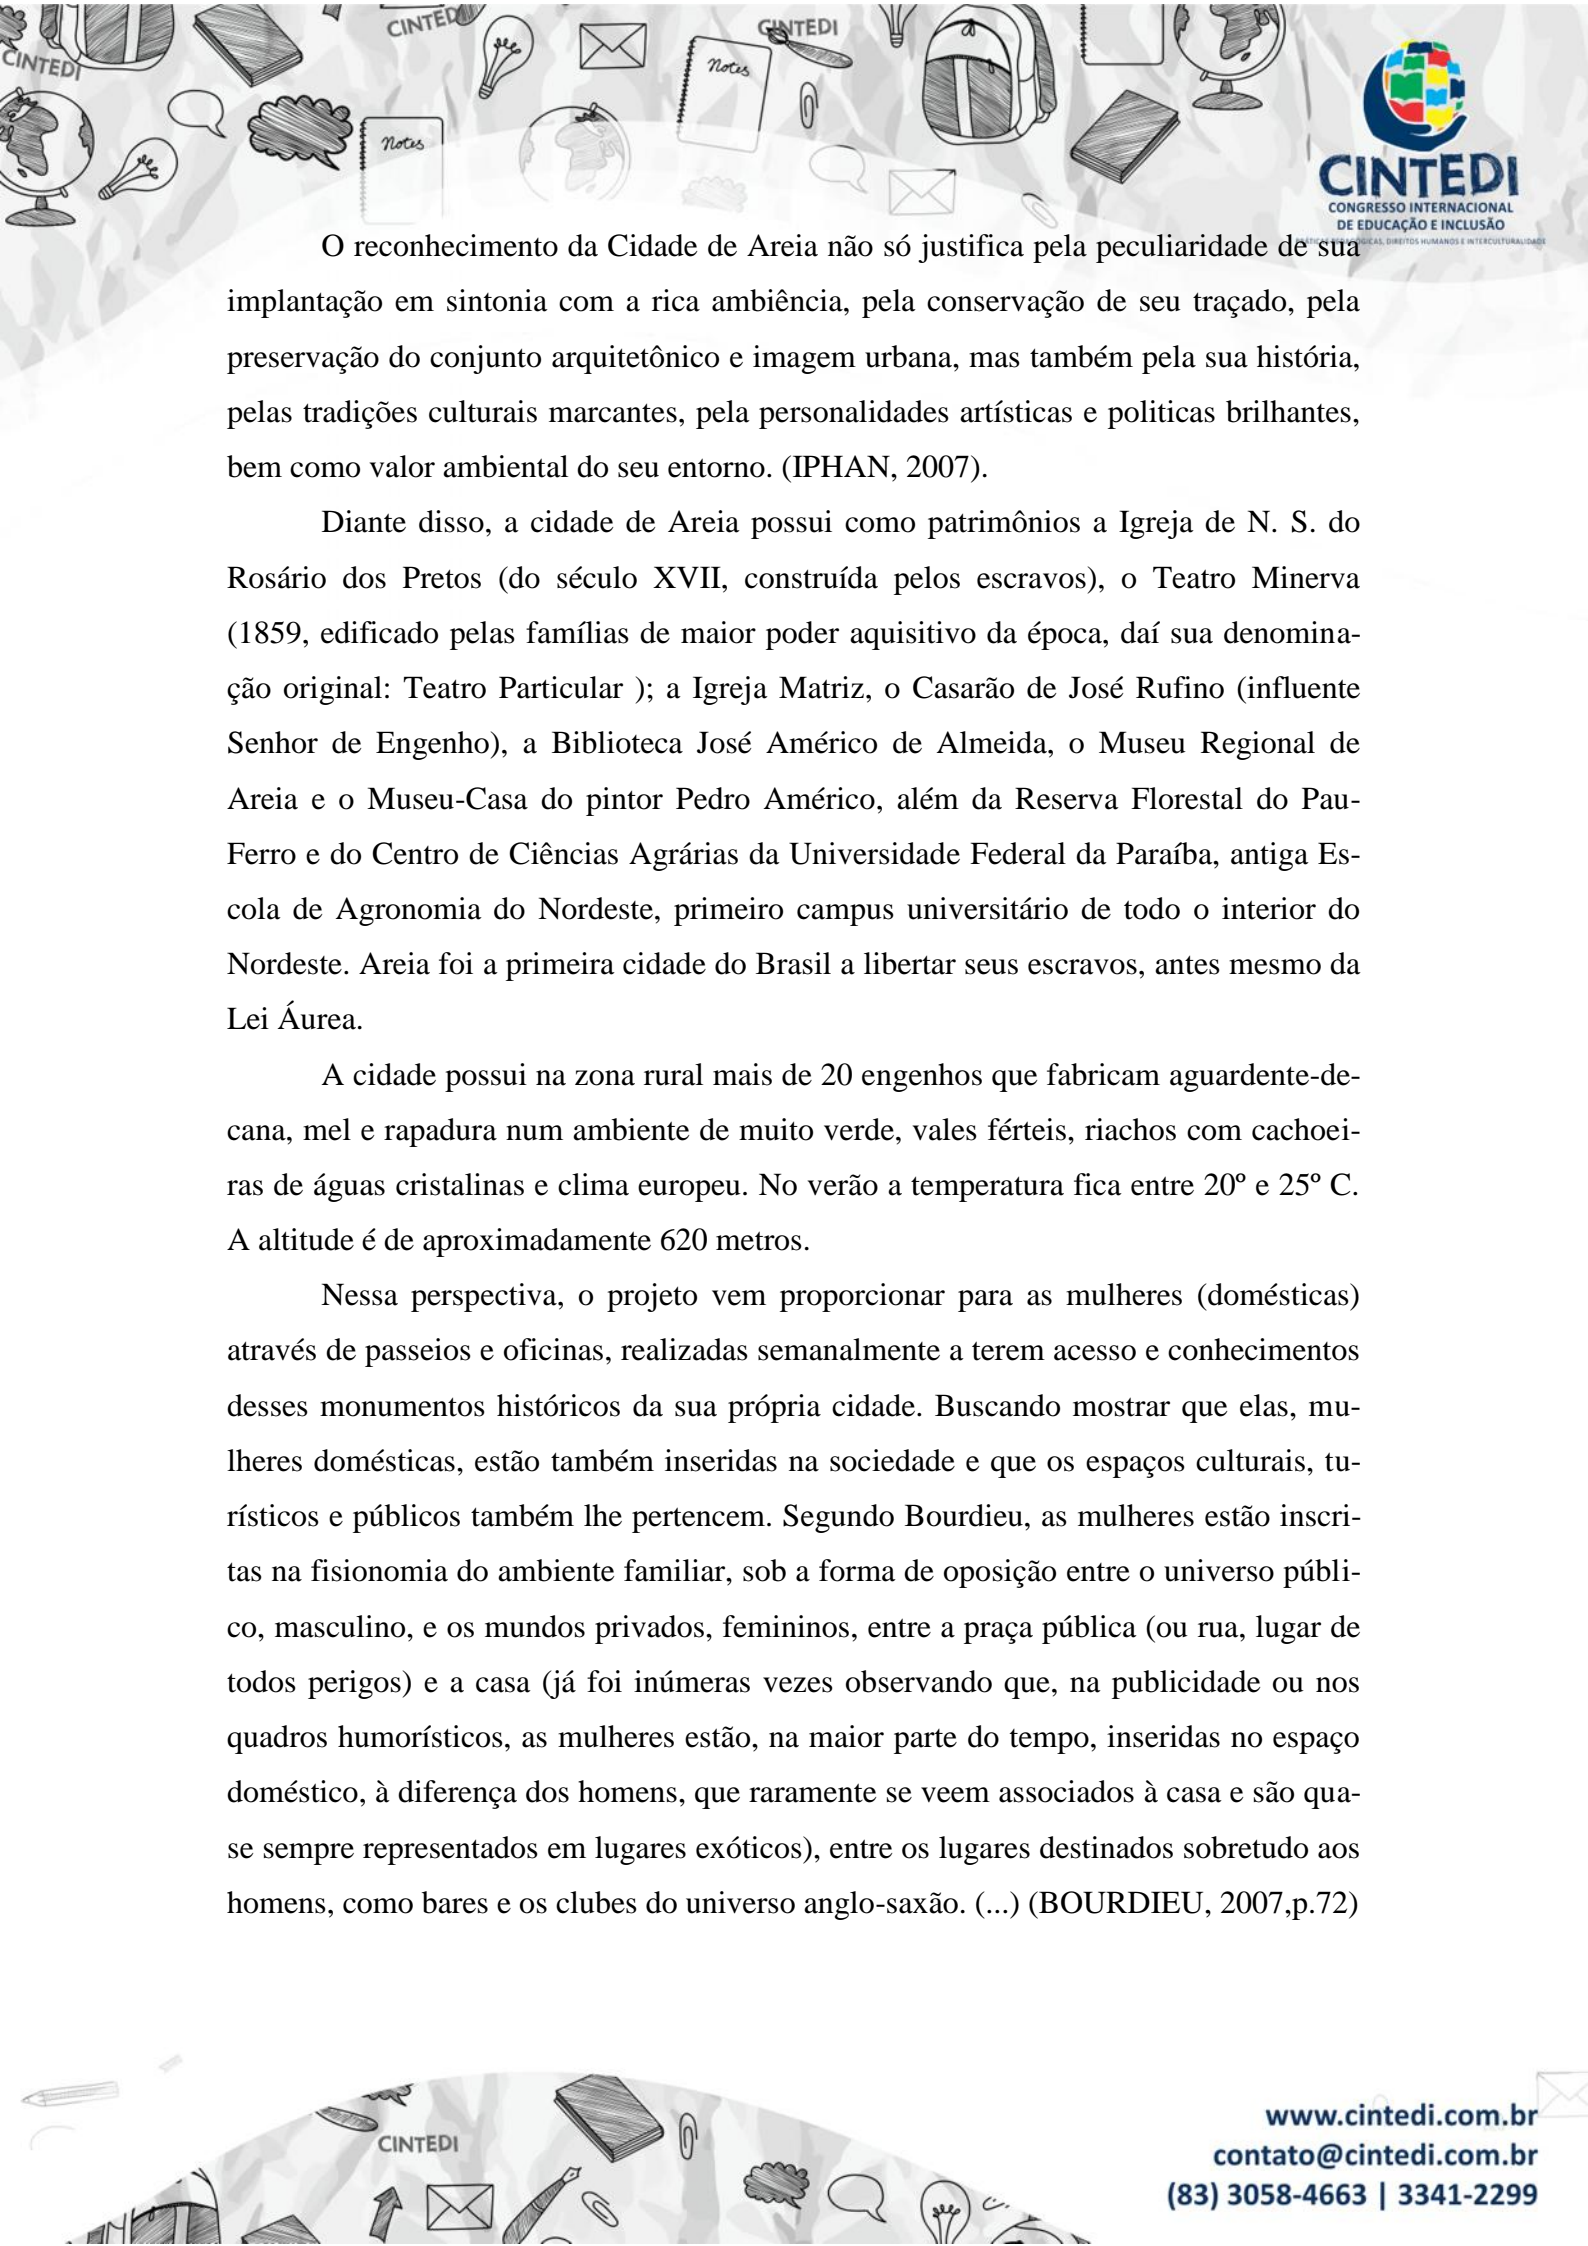 CINTEDI
CINTEDI
CINTEDI
Notes
Notes
CINTEDI
CONGRESSO INTERNACIONAL
DE EDUCAÇÃO E INCLUSÃO
PRÁTICAS PEDAGÓGICAS, DIREITOS HUMANOS E INTERCULTURALIDADE
O reconhecimento da Cidade de Areia não só justifica pela peculiaridade de sua
implantação em sintonia com a rica ambiência, pela conservação de seu traçado, pela
preservação do conjunto arquitetônico e imagem urbana, mas também pela sua história,
pelas tradições culturais marcantes, pela personalidades artísticas e politicas brilhantes,
bem como valor ambiental do seu entorno. (IPHAN, 2007).
Diante disso, a cidade de Areia possui como patrimônios a Igreja de N. S. do
Rosário dos Pretos (do século XVII, construída pelos escravos), o Teatro Minerva
(1859, edificado pelas famílias de maior poder aquisitivo da época, daí sua denomina-
ção original: Teatro Particular ); a Igreja Matriz, o Casarão de José Rufino (influente
Senhor de Engenho), a Biblioteca José Américo de Almeida, o Museu Regional de
Areia e o Museu-Casa do pintor Pedro Américo, além da Reserva Florestal do Pau-
Ferro e do Centro de Ciências Agrárias da Universidade Federal da Paraíba, antiga Es-
cola de Agronomia do Nordeste, primeiro campus universitário de todo o interior do
Nordeste. Areia foi a primeira cidade do Brasil a libertar seus escravos, antes mesmo da
Lei Áurea.
A cidade possui na zona rural mais de 20 engenhos que fabricam aguardente-de-
cana, mel e rapadura num ambiente de muito verde, vales férteis, riachos com cachoei-
ras de águas cristalinas e clima europeu. No verão a temperatura fica entre 20º e 25º C.
A altitude é de aproximadamente 620 metros.
Nessa perspectiva, o projeto vem proporcionar para as mulheres (domésticas)
através de passeios e oficinas, realizadas semanalmente a terem acesso e conhecimentos
desses monumentos históricos da sua própria cidade. Buscando mostrar que elas, mu-
lheres domésticas, estão também inseridas na sociedade e que os espaços culturais, tu-
rísticos e públicos também lhe pertencem. Segundo Bourdieu, as mulheres estão inscri-
tas na fisionomia do ambiente familiar, sob a forma de oposição entre o universo públi-
co, masculino, e os mundos privados, femininos, entre a praça pública (ou rua, lugar de
todos perigos) e a casa (já foi inúmeras vezes observando que, na publicidade ou nos
quadros humorísticos, as mulheres estão, na maior parte do tempo, inseridas no espaço
doméstico, à diferença dos homens, que raramente se veem associados à casa e são qua-
se sempre representados em lugares exóticos), entre os lugares destinados sobretudo aos
homens, como bares e os clubes do universo anglo-saxão. (...) (BOURDIEU, 2007,p.72)
CINTEDI
www.cintedi.com.br
contato@cintedi.com.br
(83) 3058-4663 | 3341-2299